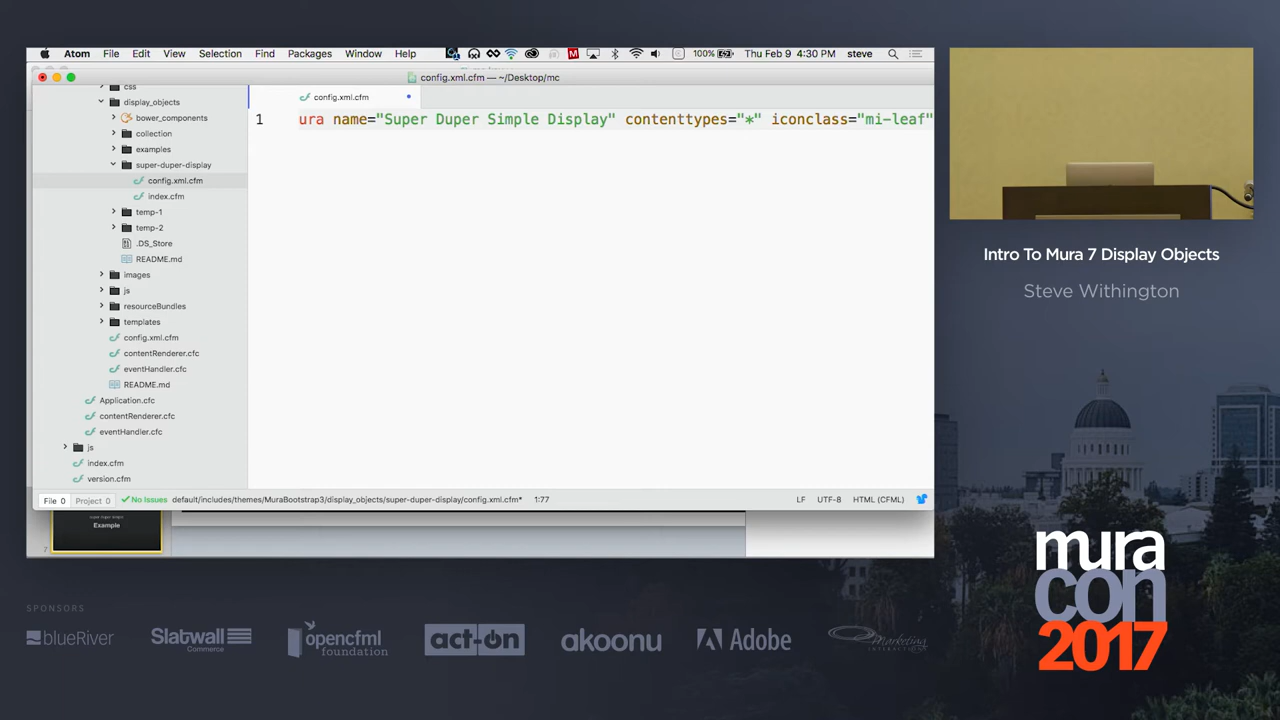 Atom File Edit View Selection Find Packages Window Help
M
100%
Thu Feb 9 4:30 PM steve
config.xml.cfm — ~/Desktop/mc
css
display_objects
bower_components
collection
examples
super-duper-display
config.xml.cfm
index.cfm
temp-1
temp-2
.DS_Store
README.md
images
js
resourceBundles
templates
config.xml.cfm
contentRenderer.cfc
eventHandler.cfc
README.md
Application.cfc
contentRenderer.cfc
eventHandler.cfc
js
index.cfm
version.cfm
config.xml.cfm
1 ura name="Super Duper Simple Display" contenttypes="*" iconclass="mi-leaf"
File 0 Project 0 No Issues default/includes/themes/MuraBootstrap3/display_objects/super-duper-display/config.xml.cfm* 1:77
LF UTF-8 HTML (CFML)
Example
7
Intro To Mura 7 Display Objects
Steve Withington
mura
con
2017
SPONSORS
blueRiver
Slatwall
Commerce
opencfml
foundation
act-on
akoonu
Adobe
Marketing
INTERACTIONS